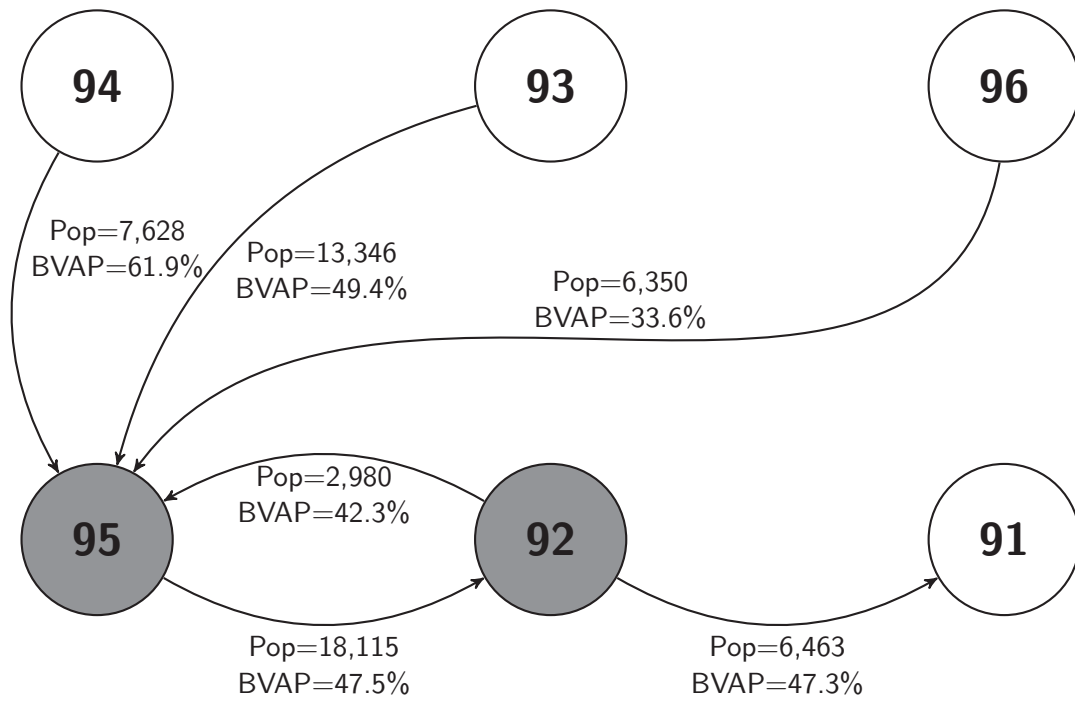 94
93
96
Pop=7,628
BVAP=61.9%
Pop=13,346
BVAP=49.4%
Pop=6,350
BVAP=33.6%
Pop=2,980
BVAP=42.3%
95
92
91
Pop=18,115
BVAP=47.5%
Pop=6,463
BVAP=47.3%